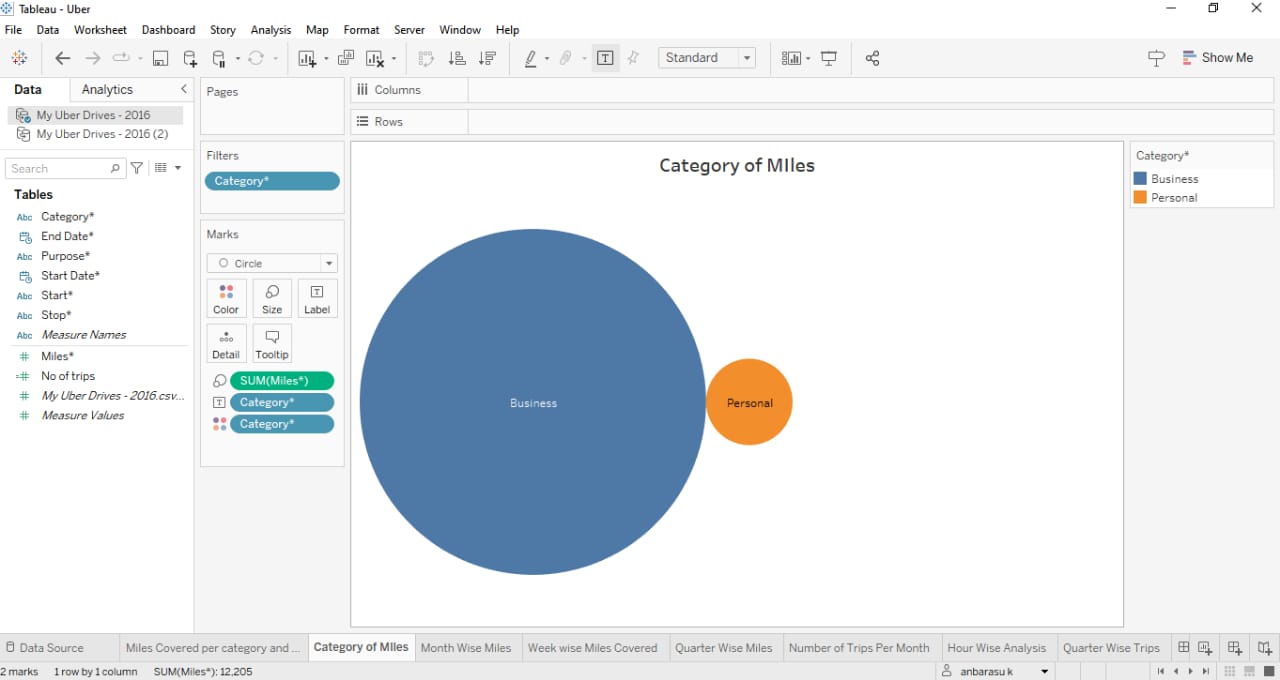 Tableau - Uber
File Data Worksheet Dashboard Story Analysis Map Format Server Window Help
Standard
Show Me
Data Analytics
My Uber Drives - 2016
My Uber Drives - 2016 (2)
Search
Tables
Abc Category*
End Date*
Abc Purpose*
Start Date*
Abc Start*
Abc Stop*
Abc Measure Names
# Miles*
=# No of trips
# My Uber Drives - 2016.csv...
# Measure Values
Pages
Filters
Category*
Marks
Circle
Color Size Label
Detail Tooltip
SUM(Miles*)
Category*
Category*
Columns
Rows
Category of MIles
Business
Personal
Category*
Business
Personal
Data Source Miles Covered per category and ... Category of MIles Month Wise Miles Week wise Miles Covered Quarter Wise Miles Number of Trips Per Month Hour Wise Analysis Quarter Wise Trips
2 marks 1 row by 1 column SUM(Miles*): 12,205 anbarasu k